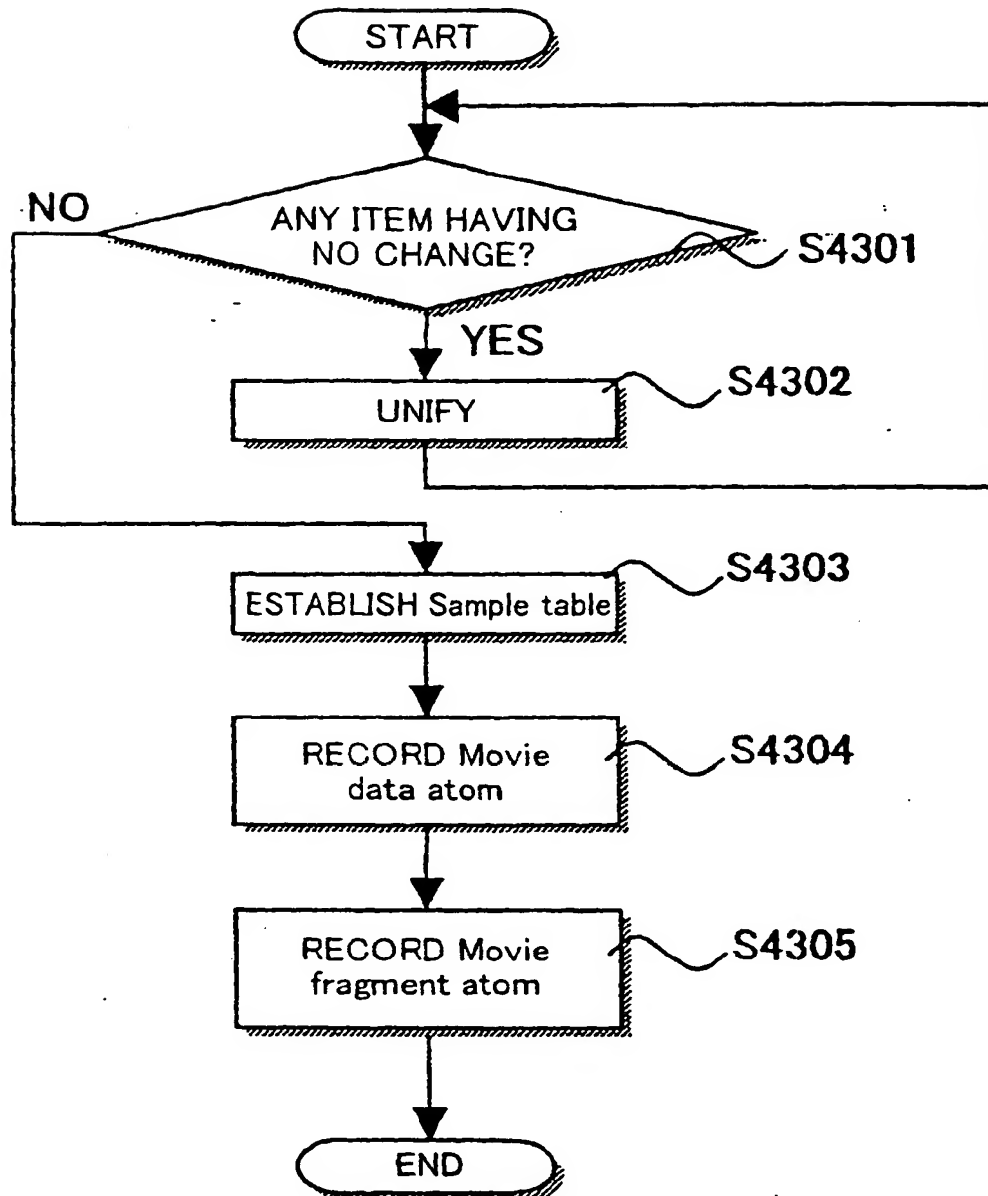 START
NO
ANY ITEM HAVING
NO CHANGE?
S4301
YES
S4302
UNIFY
S4303
ESTABLISH Sample table
RECORD Movie
data atom
S4304
RECORD Movie
fragment atom
S4305
END